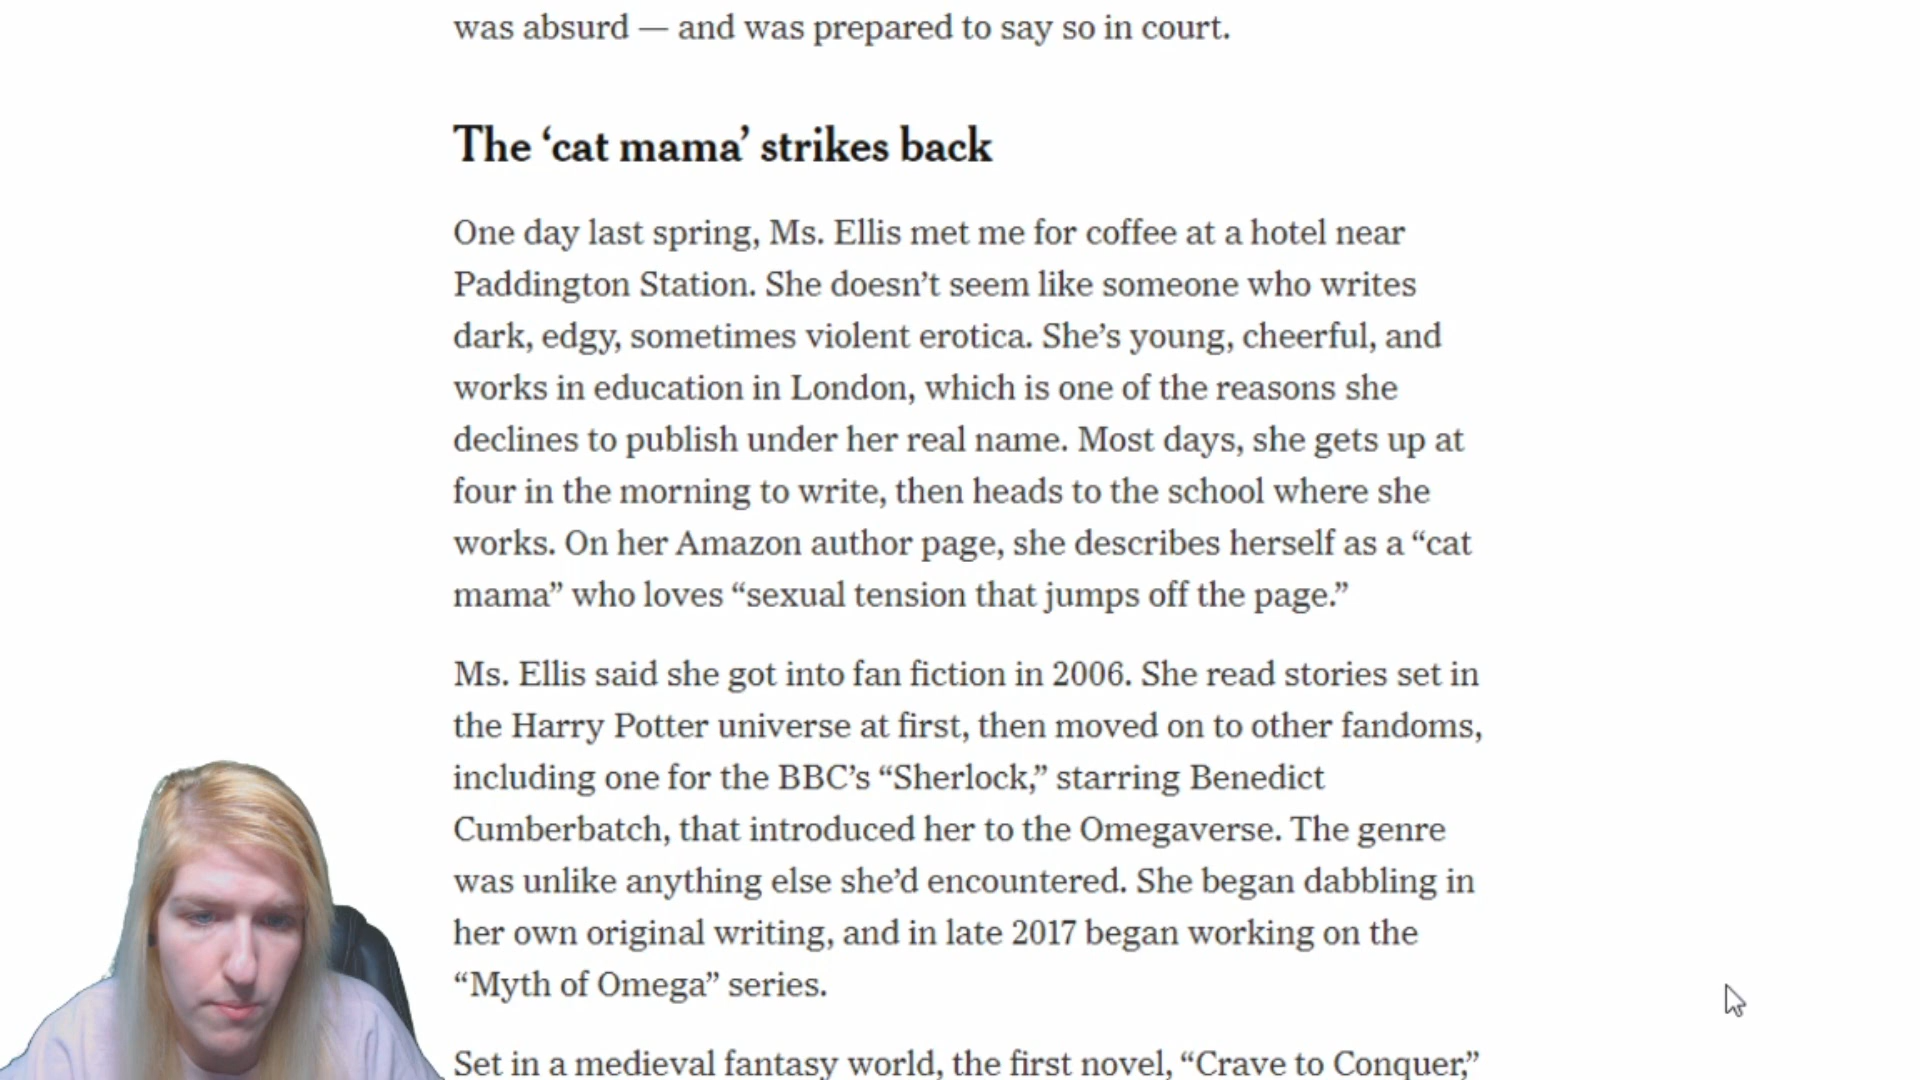 was absurd — and was prepared to say so in court.
The ‘cat mama’ strikes back
One day last spring, Ms. Ellis met me for coffee at a hotel near
Paddington Station. She doesn’t seem like someone who writes
dark, edgy, sometimes violent erotica. She’s young, cheerful, and
works in education in London, which is one of the reasons she
declines to publish under her real name. Most days, she gets up at
four in the morning to write, then heads to the school where she
works. On her Amazon author page, she describes herself as a “cat
mama” who loves “sexual tension that jumps off the page.”
Ms. Ellis said she got into fan fiction in 2006. She read stories set in
the Harry Potter universe at first, then moved on to other fandoms,
including one for the BBC’s “Sherlock,” starring Benedict
Cumberbatch, that introduced her to the Omegaverse. The genre
was unlike anything else she’d encountered. She began dabbling in
her own original writing, and in late 2017 began working on the
“Myth of Omega” series.
Set in a medieval fantasy world, the first novel, “Crave to Conquer,”